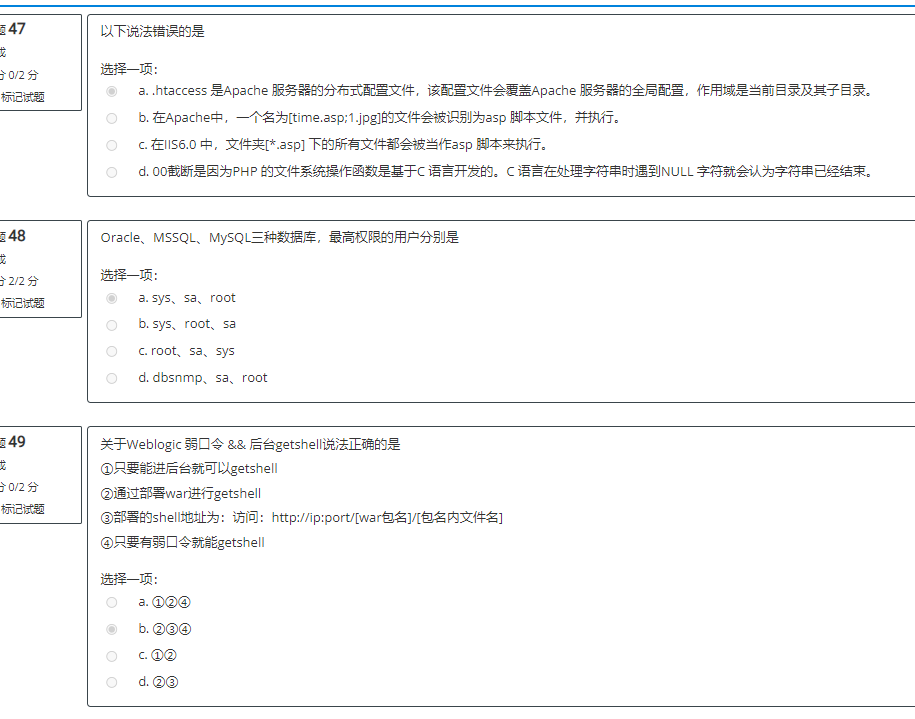 题 47
分 0/2 分
标记试题
以下说法错误的是
选择一项：
a. .htaccess 是Apache 服务器的分布式配置文件，该配置文件会覆盖Apache 服务器的全局配置，作用域是当前目录及其子目录。
b. 在Apache中，一个名为[time.asp;1.jpg]的文件会被识别为asp 脚本文件，并执行。
c. 在IIS6.0 中，文件夹[*.asp] 下的所有文件都会被当作asp 脚本来执行。
d. 00截断是因为PHP 的文件系统操作函数是基于C 语言开发的。C 语言在处理字符串时遇到NULL 字符就会认为字符串已经结束。
题 48
分 2/2 分
标记试题
Oracle、MSSQL、MySQL三种数据库，最高权限的用户分别是
选择一项：
a. sys、sa、root
b. sys、root、sa
c. root、sa、sys
d. dbsnmp、sa、root
题 49
分 0/2 分
标记试题
关于Weblogic 弱口令 && 后台getshell说法正确的是
①只要能进后台就可以getshell
②通过部署war进行getshell
③部署的shell地址为：访问：http://ip:port/[war包名]/[包名内文件名]
④只要有弱口令就能getshell
选择一项：
a. ①②④
b. ②③④
c. ①②
d. ②③